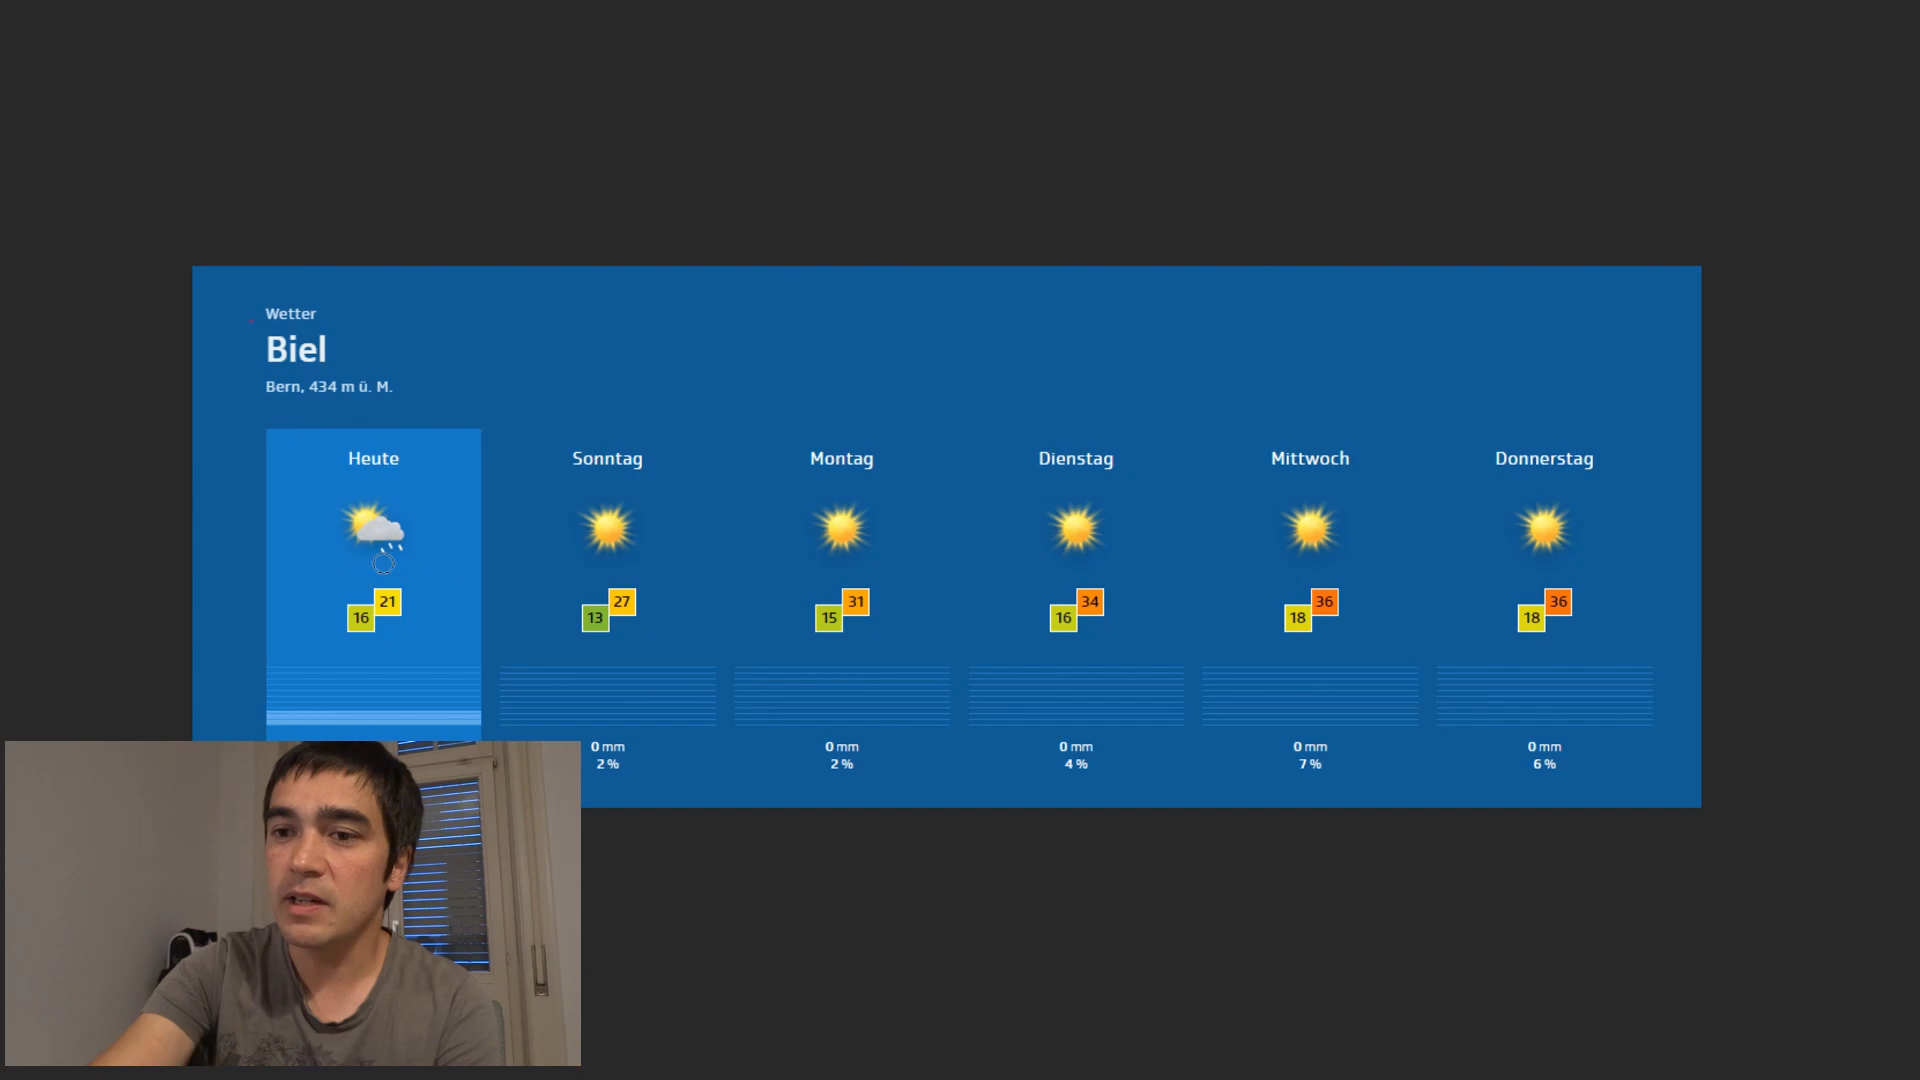 Wetter
Biel
Bern, 434 m ü. M.
Heute Sonntag Montag Dienstag Mittwoch Donnerstag
21 27 31 34 36 36
16 13 15 16 18 18
0 mm 0 mm 0 mm 0 mm 0 mm
2 % 2 % 4 % 7 % 6 %